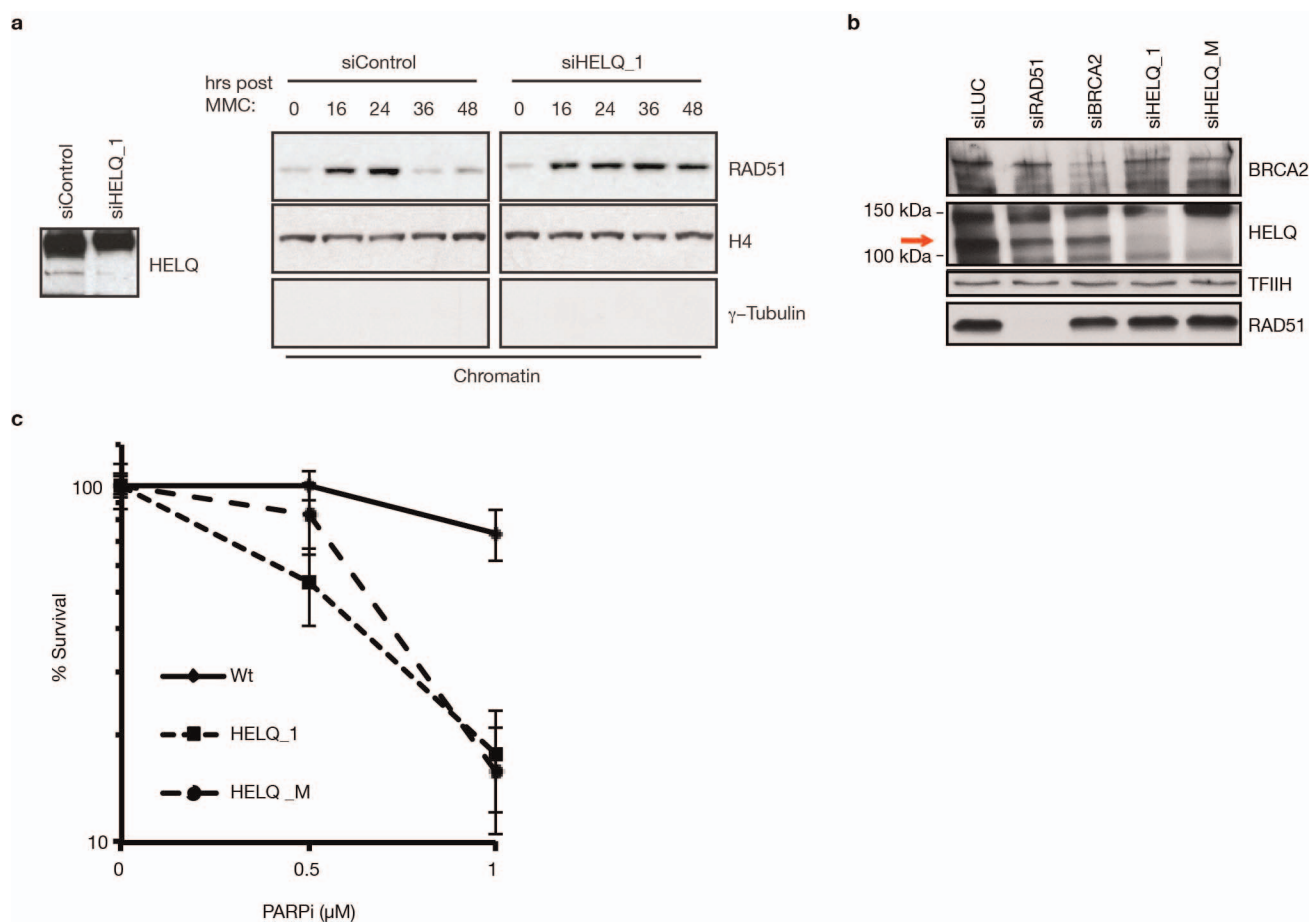 a
siControl
siHELQ_1
HELQ
hrs post
MMC:
siControl
siHELQ_1
0 16 24 36 48
0 16 24 36 48
RAD51
H4
γ–Tubulin
Chromatin
b
siLUC
siRAD51
siBRCA2
siHELQ_1
siHELQ_M
BRCA2
150 kDa
100 kDa
HELQ
TFIIH
RAD51
c
% Survival
100
10
Wt
HELQ_1
HELQ _M
0 0.5 1
PARPi (µM)